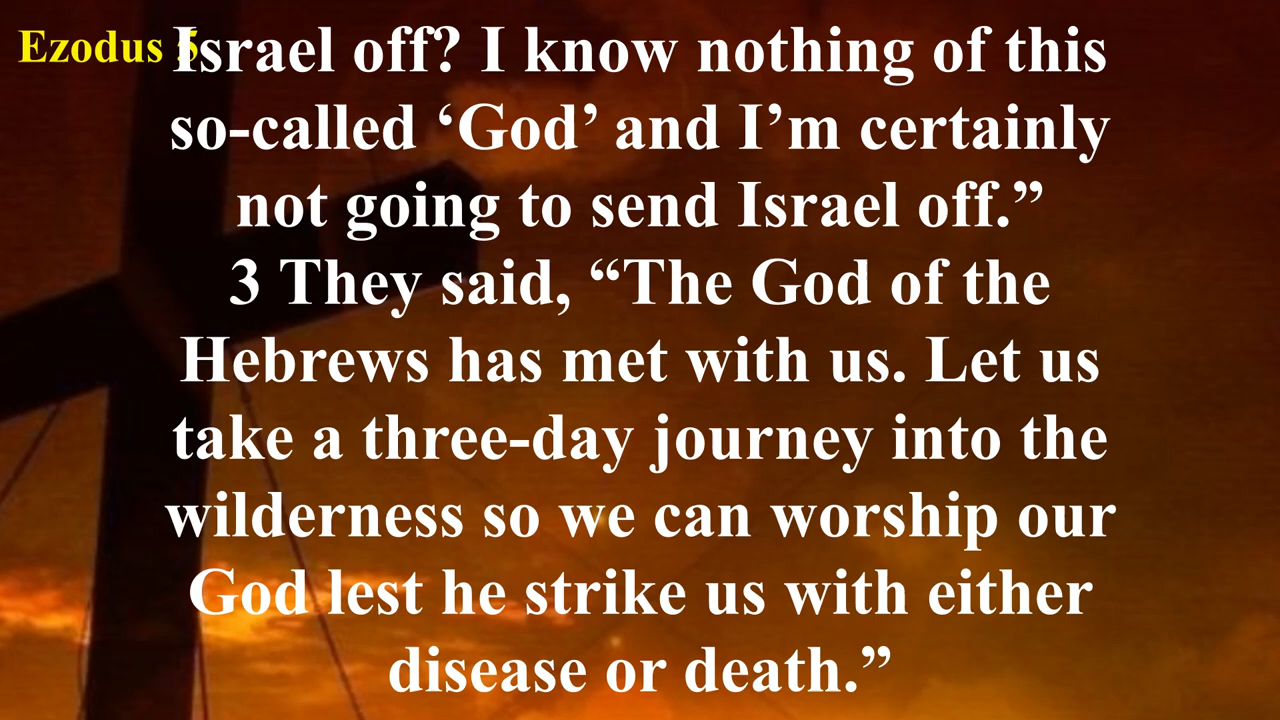 Ezodus 5
Israel off? I know nothing of this
so-called ‘God’ and I’m certainly
not going to send Israel off.”
3 They said, “The God of the
Hebrews has met with us. Let us
take a three-day journey into the
wilderness so we can worship our
God lest he strike us with either
disease or death.”